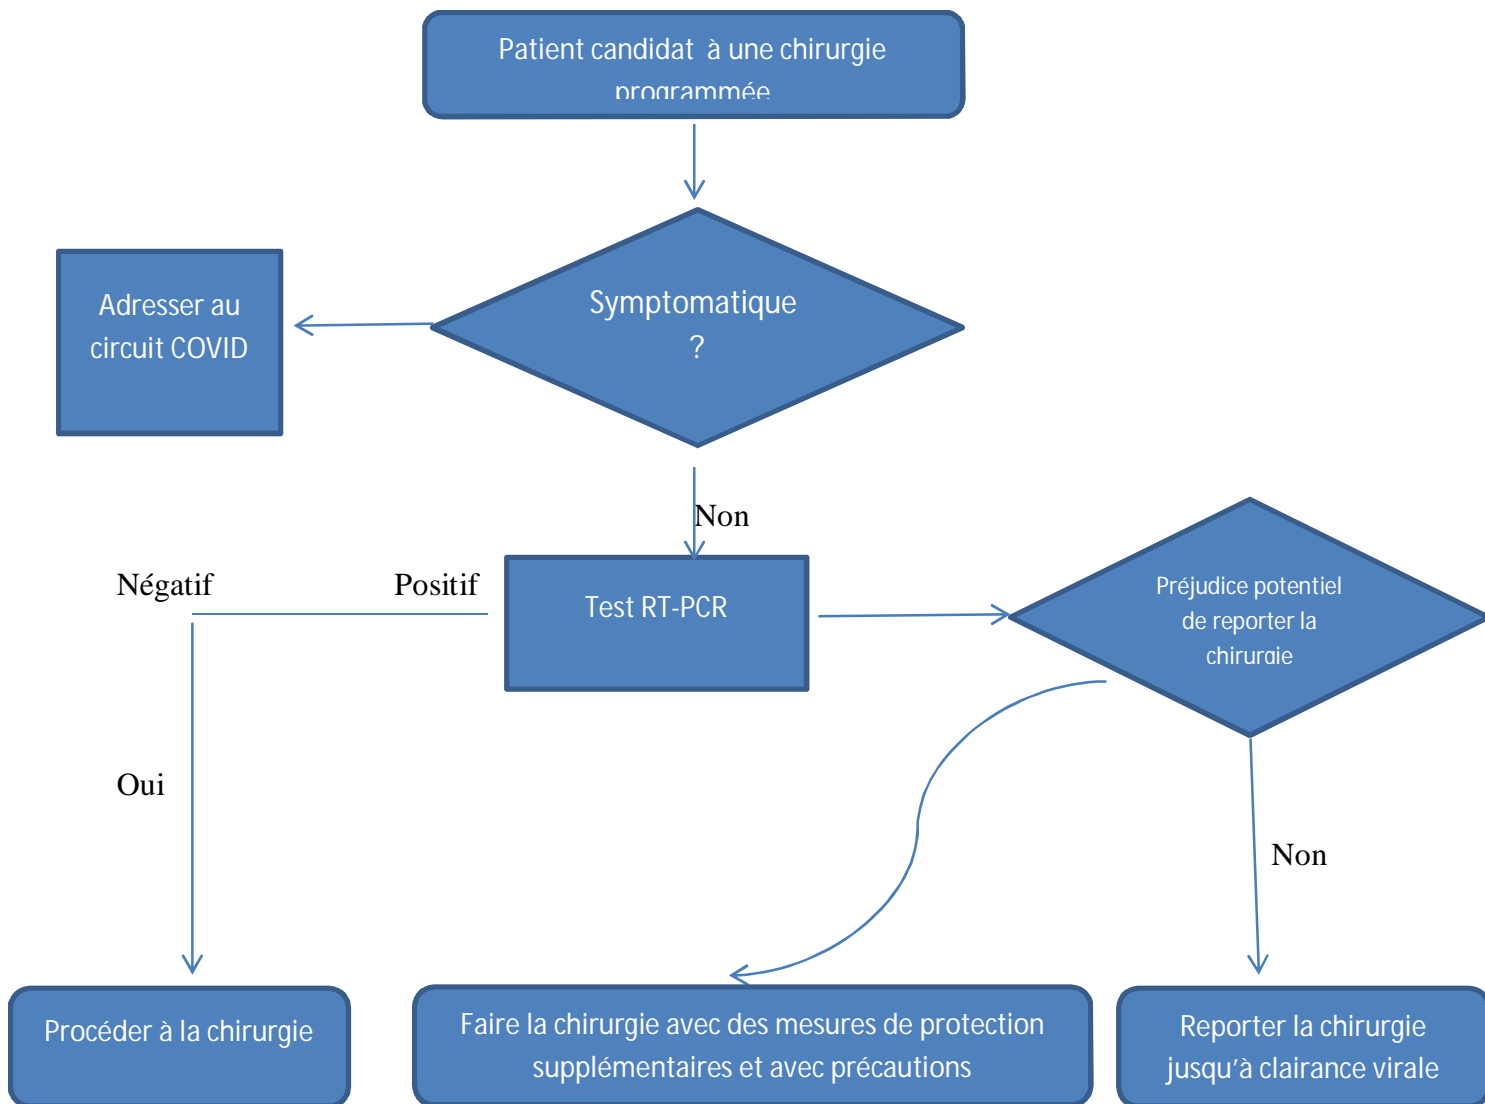 Patient candidat à une chirurgie
programmée
Symptomatique
?
Adresser au
circuit COVID
Non
Négatif
Positif
Test RT-PCR
Préjudice potentiel
de reporter la
chirurgie
Oui
Non
Procéder à la chirurgie
Faire la chirurgie avec des mesures de protection
supplémentaires et avec précautions
Reporter la chirurgie
jusqu'à clairance virale